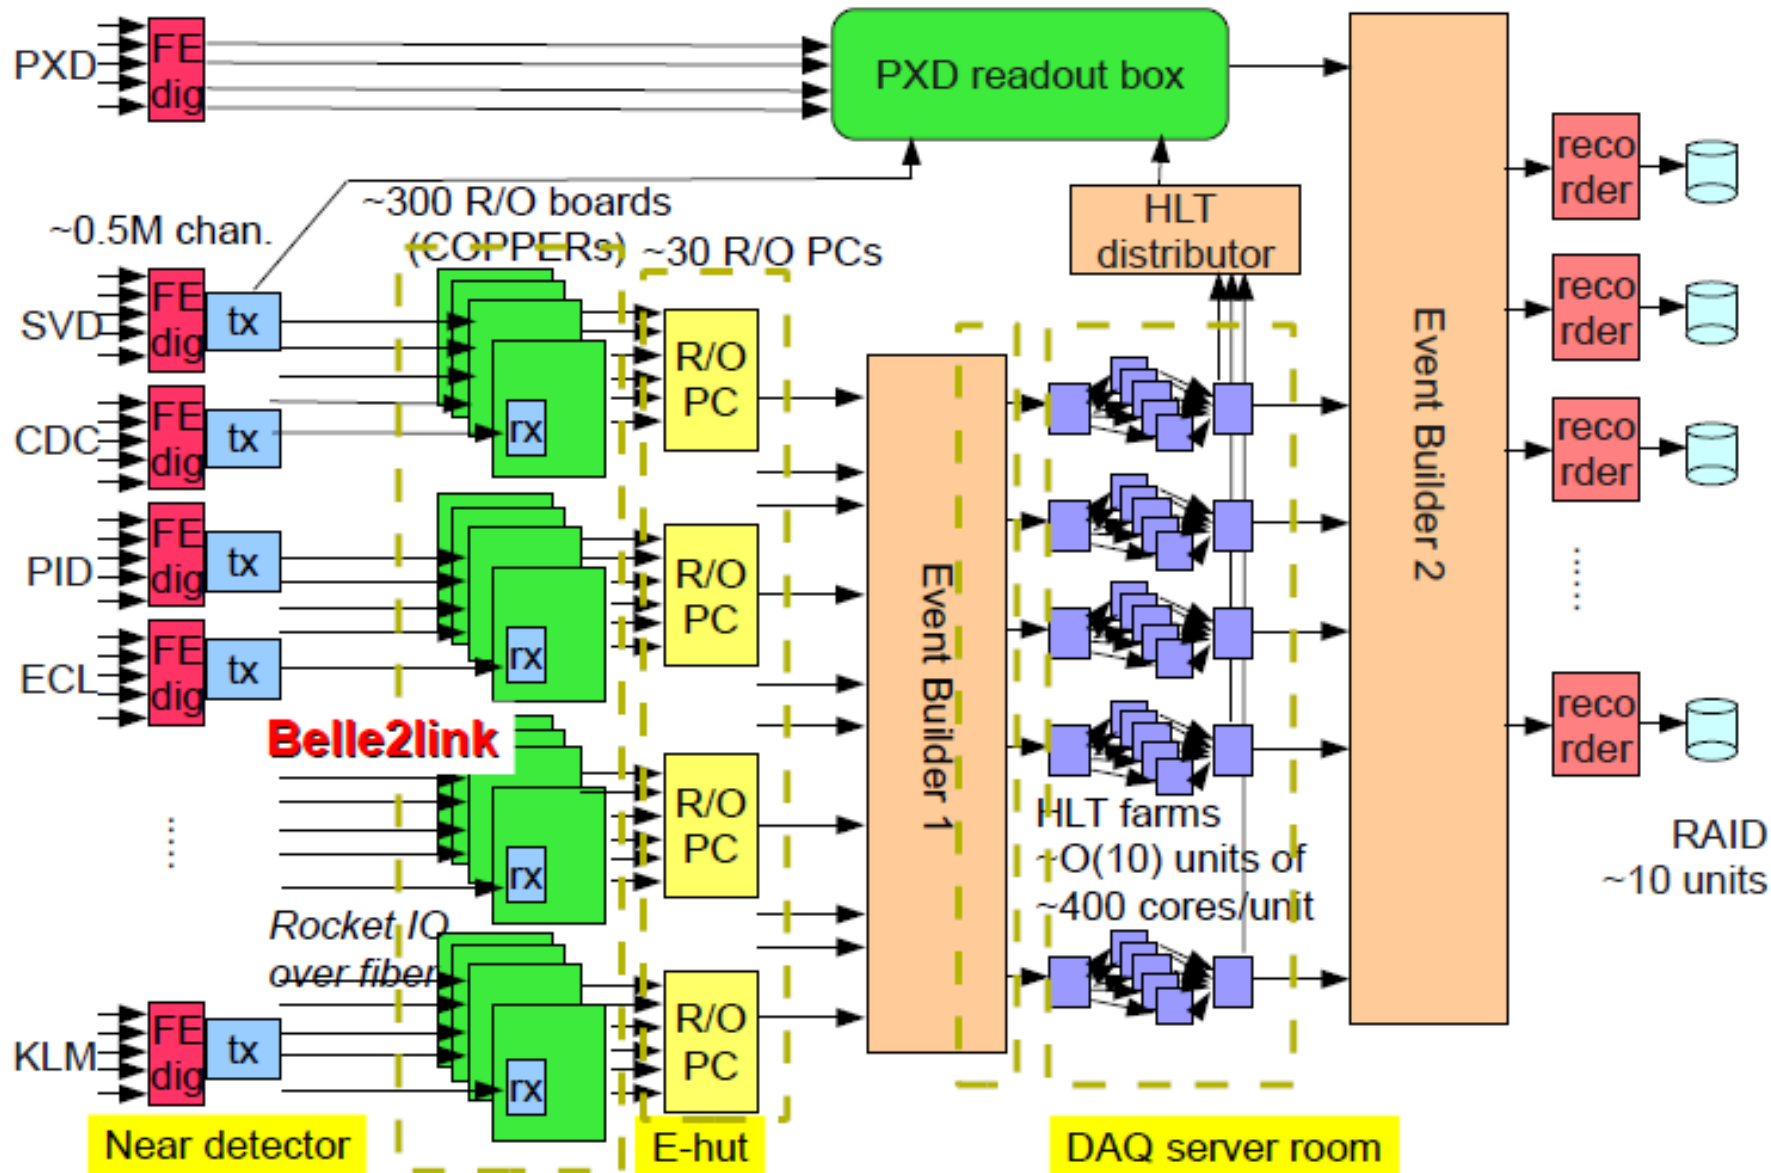 PXD
FE
dig
PXD readout box
~0.5M chan.
~300 R/O boards
(COPPERs)
~30 R/O PCs
HLT
distributor
SVD
FE
dig
tx
CDC
FE
dig
tx
rx
R/O
PC
PID
FE
dig
tx
ECL
FE
dig
tx
rx
R/O
PC
Belle2link
rx
R/O
PC
Rocket IO
over fiber
KLM
FE
dig
tx
rx
R/O
PC
Event Builder 1
HLT farms
~O(10) units of
~400 cores/unit
Event Builder 2
reco
rder
reco
rder
reco
rder
reco
rder
RAID
~10 units
Near detector
E-hut
DAQ server room